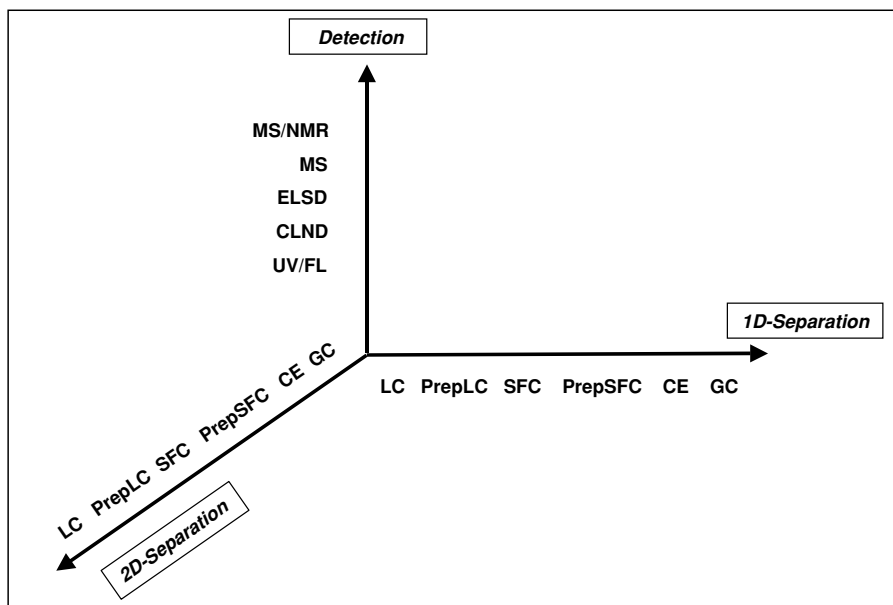 Detection
MS/NMR
MS
ELSD
CLND
UV/FL
1D-Separation
LC PrepLC SFC PrepSFC CE GC
LC PrepLC SFC PrepSFC CE GC
2D-Separation